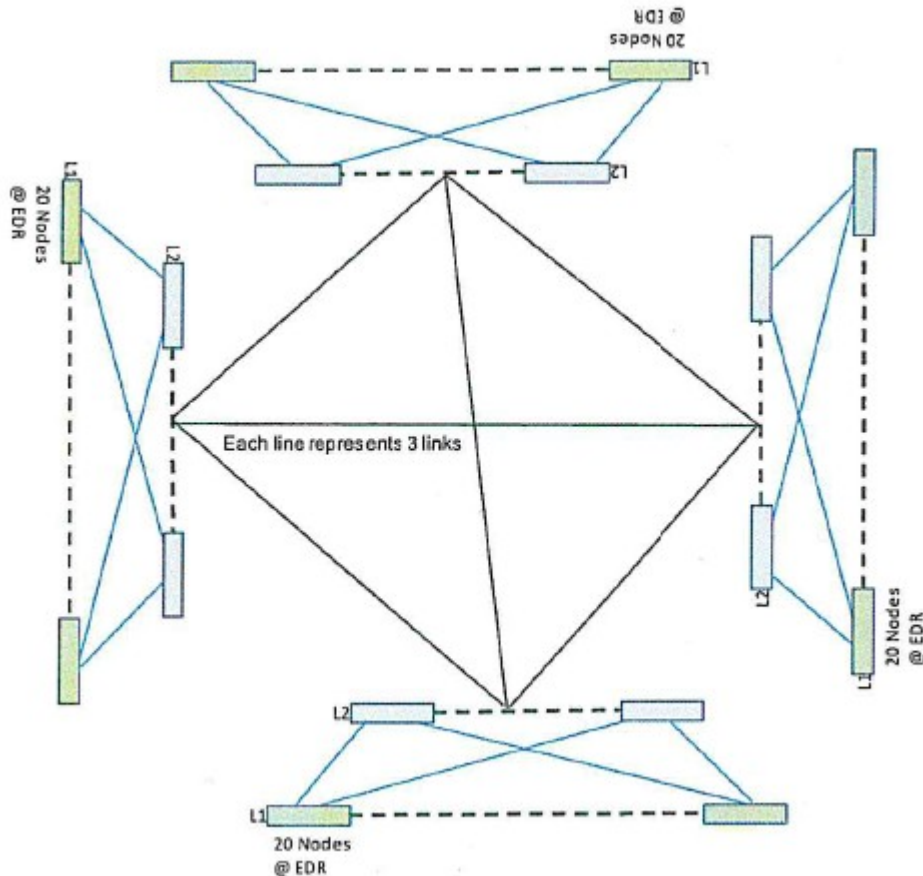 20 Nodes
@ EDR
L1
L2
L1
20 Nodes
@ EDR
L2
Each line represents 3 links
L2
20 Nodes
@ EDR
L1
L2
L1
20 Nodes
@ EDR